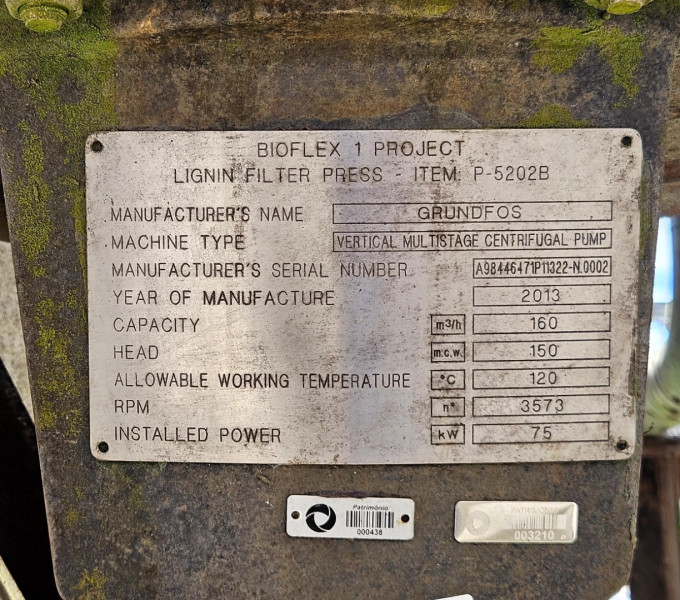 BIOFLEX 1 PROJECT
LIGNIN FILTER PRESS - ITEM: P-5202B
MANUFACTURER'S NAME GRUNDFOS
MACHINE TYPE VERTICAL MULTISTAGE CENTRIFUGAL PUMP
MANUFACTURER'S SERIAL NUMBER A98446471P11322-N.0002
YEAR OF MANUFACTURE 2013
CAPACITY m3/h 160
HEAD m.c.w. 150
ALLOWABLE WORKING TEMPERATURE °C 120
RPM n° 3573
INSTALLED POWER kW 75
Patrimônio
000438
PATRIMÔNIO
003210